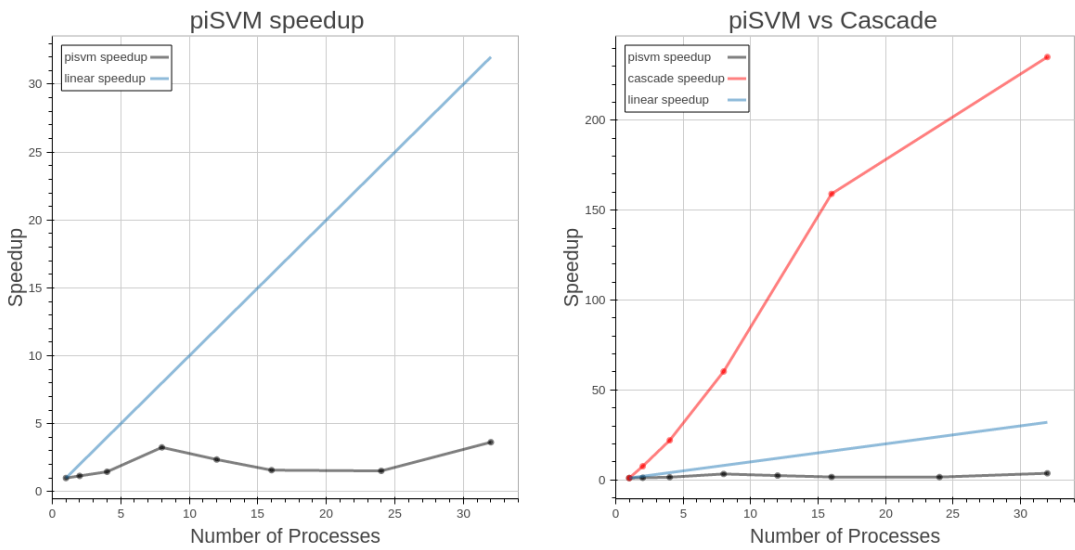 piSVM speedup
pisvm speedup
linear speedup
Speedup
30
25
20
15
10
5
0
0 5 10 15 20 25 30
Number of Processes
piSVM vs Cascade
pisvm speedup
cascade speedup
linear speedup
Speedup
200
150
100
50
0
0 5 10 15 20 25 30
Number of Processes